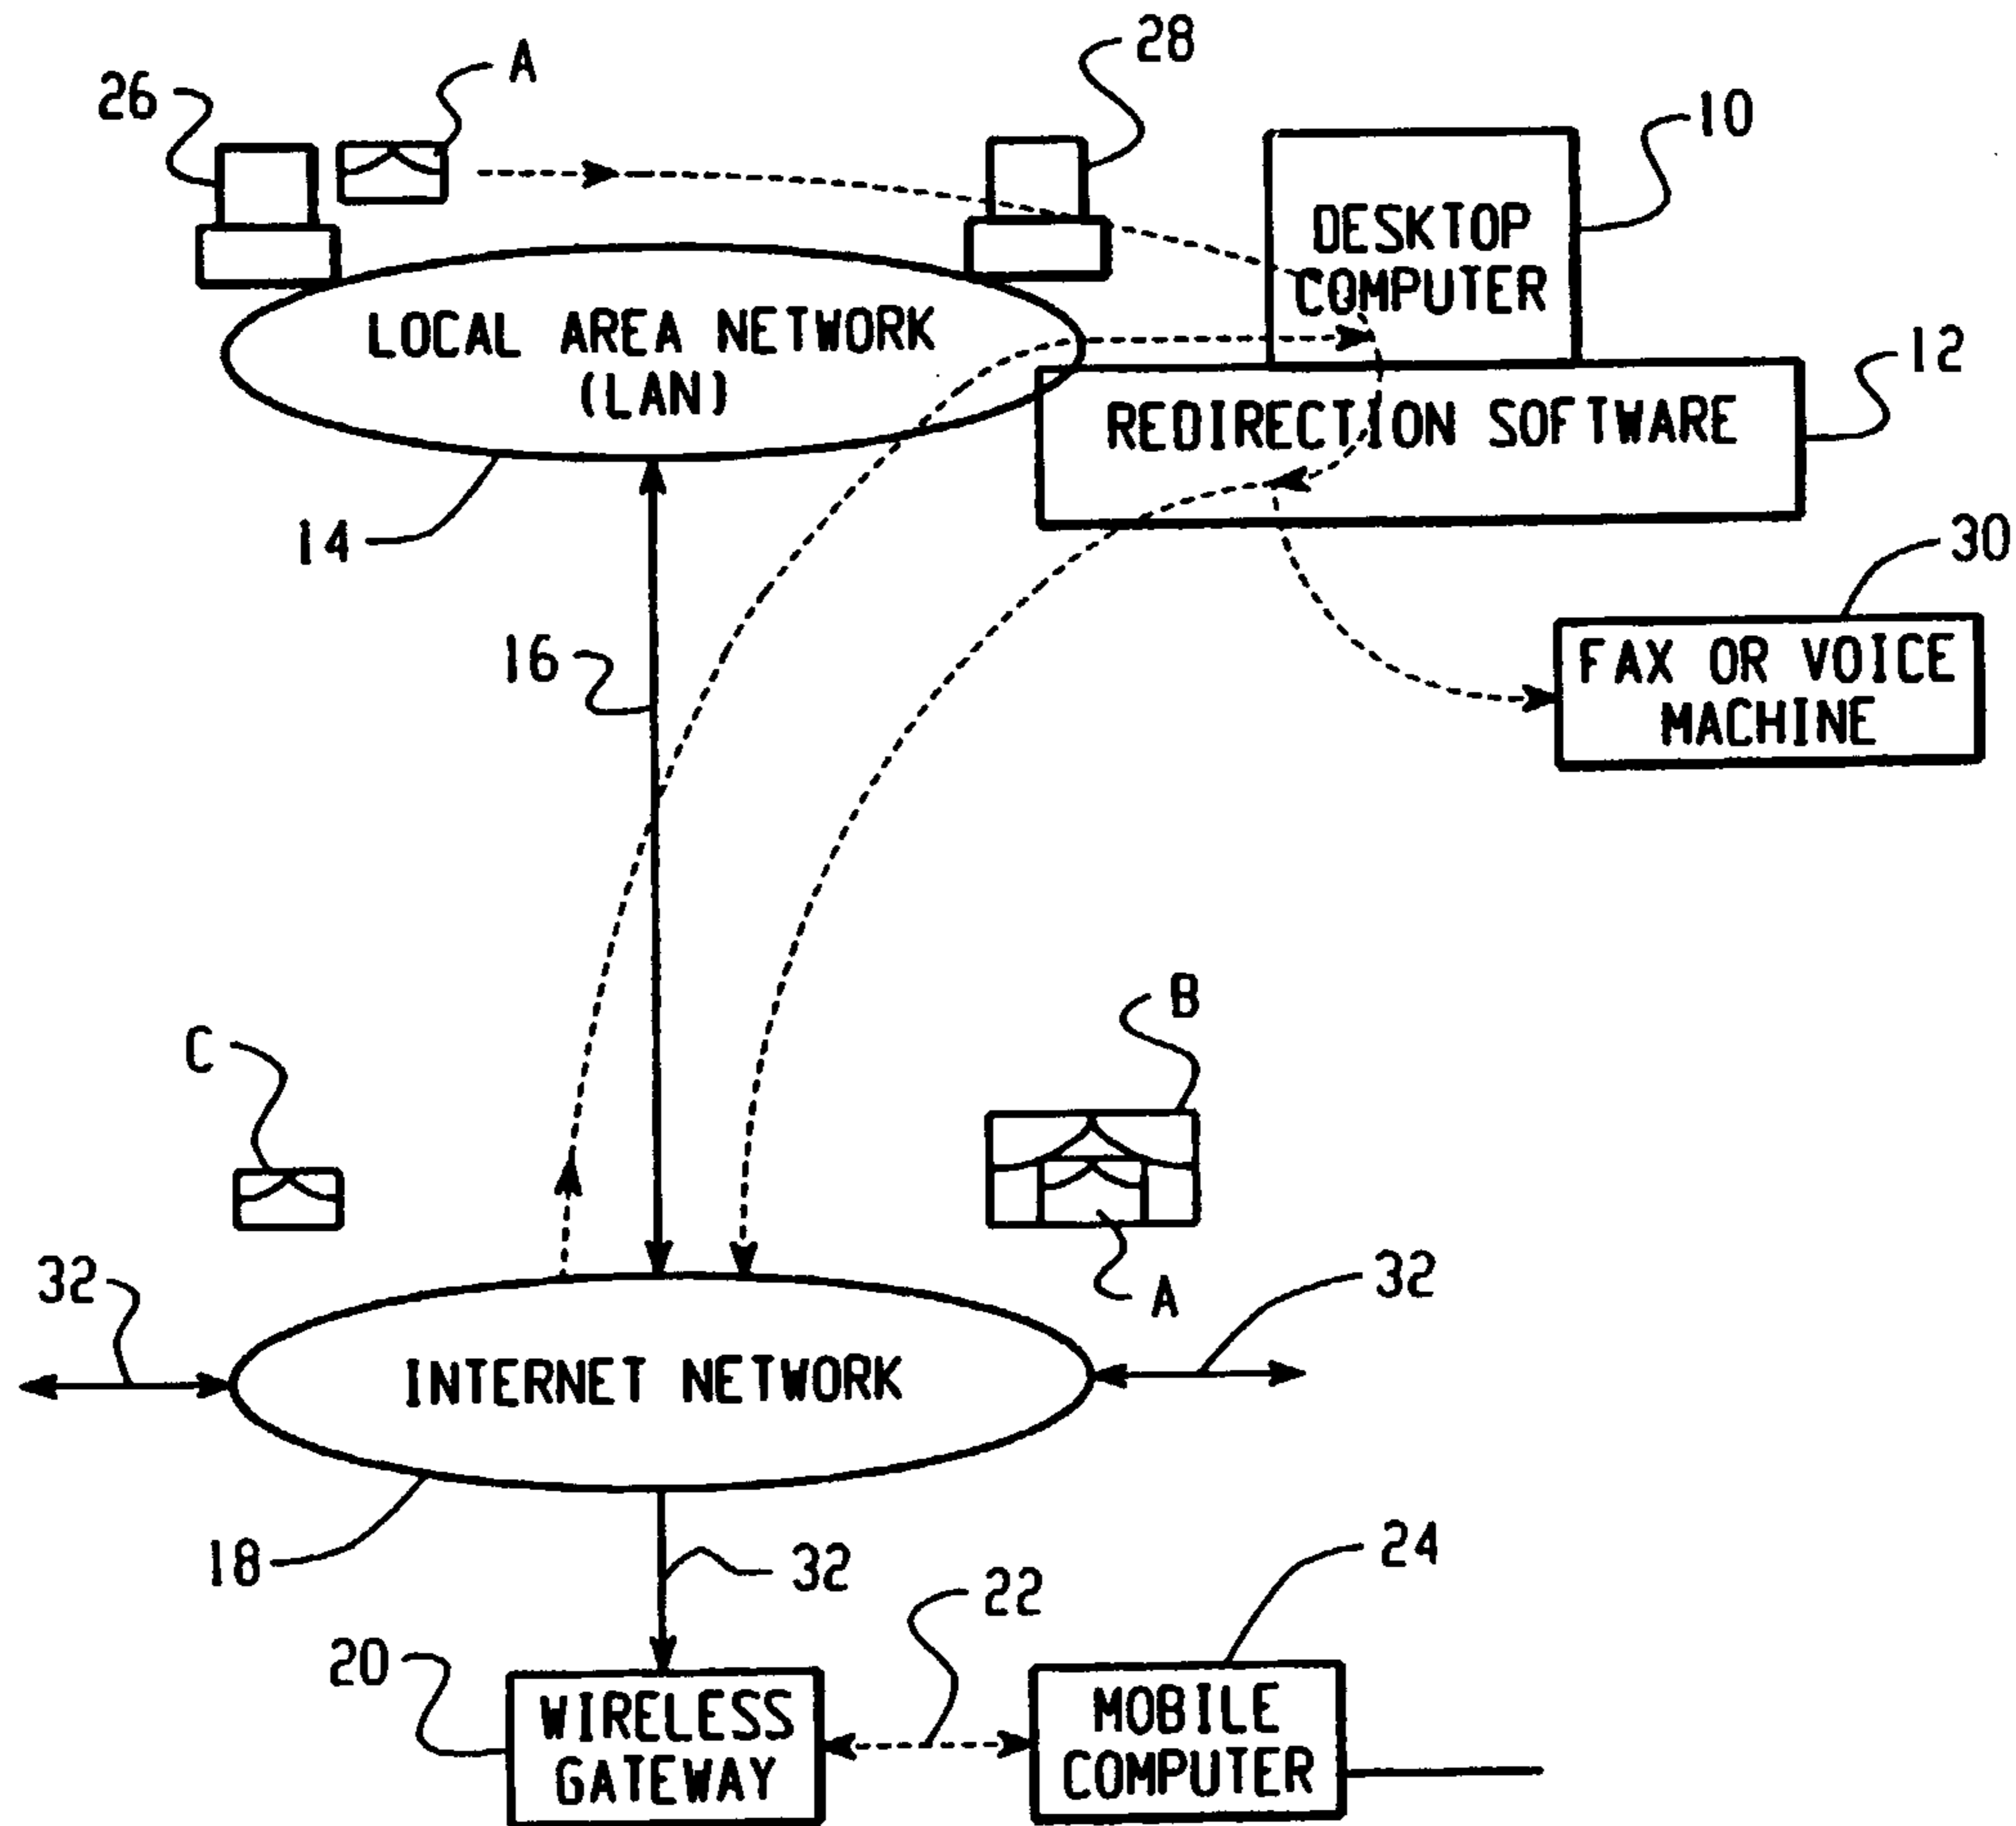 28
A
26
10
DESKTOP
COMPUTER
LOCAL AREA NETWORK
(LAN)
12
REDIRECTION SOFTWARE
14
30
16
FAX OR VOICE
MACHINE
B
C
32
A
32
INTERNET NETWORK
18
32
24
22
20
WIRELESS
GATEWAY
MOBILE
COMPUTER